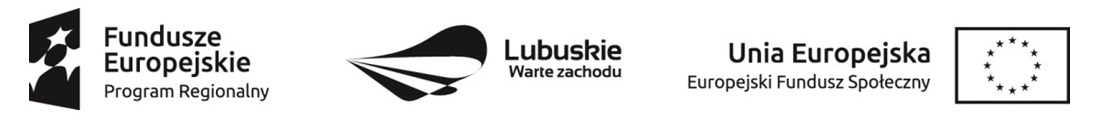 Fundusze
Europejskie
Program Regionalny
Lubuskie
Warte zachodu
Unia Europejska
Europejski Fundusz Społeczny